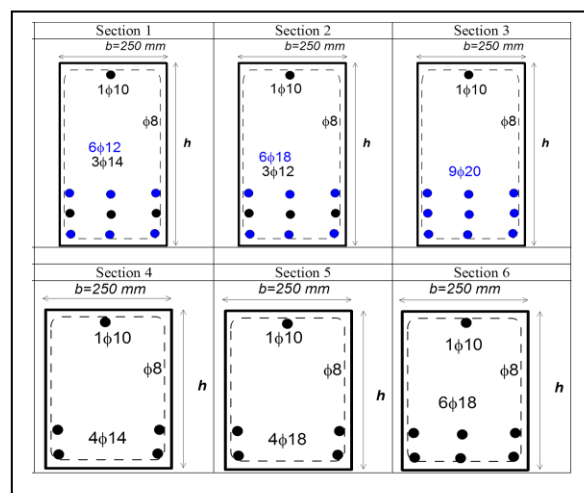 Section 1 Section 2 Section 3
b=250 mm b=250 mm b=250 mm
1ϕ10 1ϕ10 1ϕ10
ϕ8 ϕ8 ϕ8
h h h
6ϕ12 6ϕ18 9ϕ20
3ϕ14 3ϕ12
Section 4 Section 5 Section 6
b=250 mm b=250 mm b=250 mm
1ϕ10 1ϕ10 1ϕ10
ϕ8 ϕ8 ϕ8
h h h
4ϕ14 4ϕ18 6ϕ18